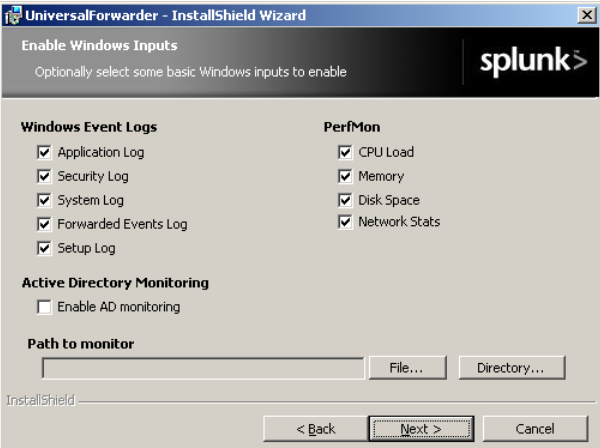 UniversalForwarder - InstallShield Wizard
Enable Windows Inputs
Optionally select some basic Windows inputs to enable
splunk>
Windows Event Logs
Application Log
Security Log
System Log
Forwarded Events Log
Setup Log
PerfMon
CPU Load
Memory
Disk Space
Network Stats
Active Directory Monitoring
Enable AD monitoring
Path to monitor
File...
Directory...
InstallShield
< Back
Next >
Cancel